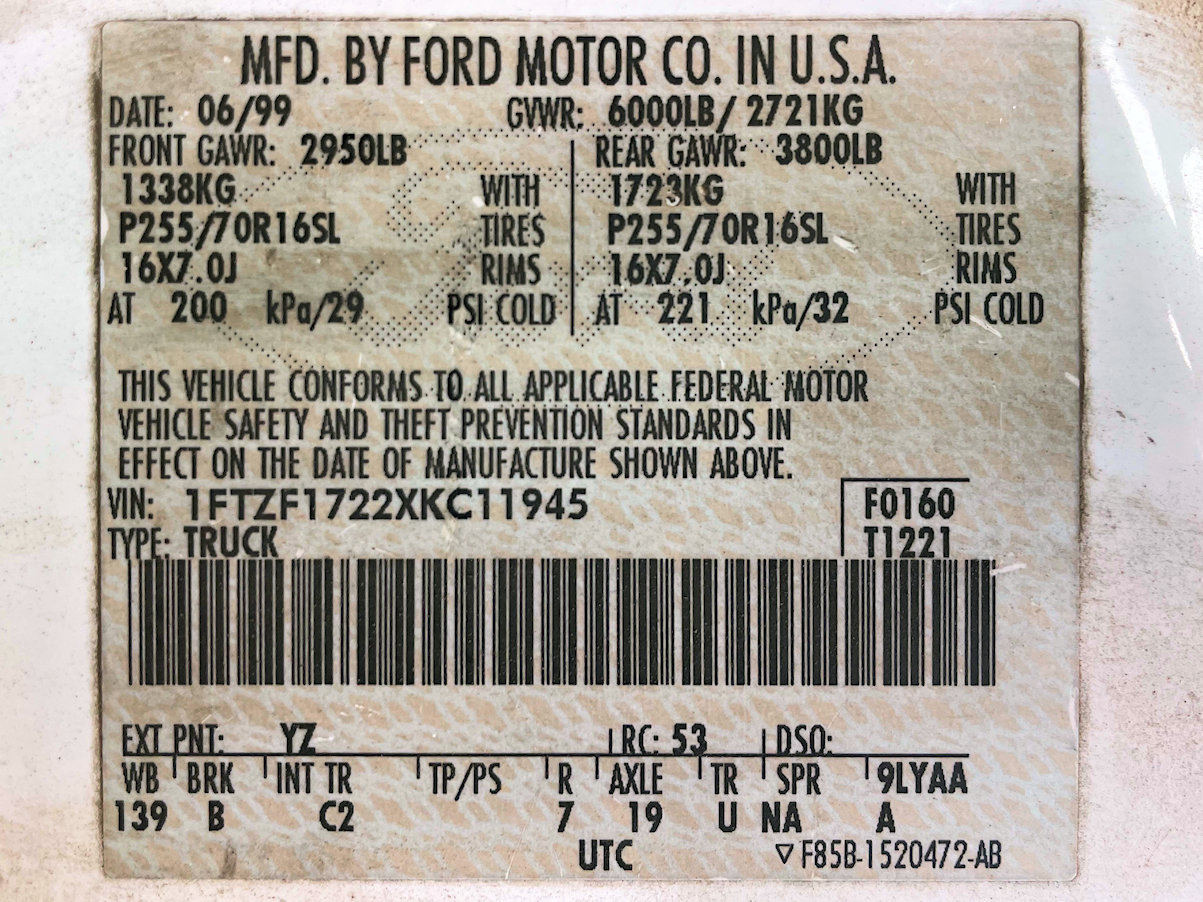 MFD. BY FORD MOTOR CO. IN U.S.A.
DATE: 06/99 GVWR: 6000LB/ 2721KG
FRONT GAWR: 2950LB REAR GAWR: 3800LB
1338KG WITH 1723KG WITH
P255/70R16SL TIRES P255/70R16SL TIRES
16X7.0J RIMS 16X7.0J RIMS
AT 200 kPa/29 PSI COLD AT 221 kPa/32 PSI COLD
THIS VEHICLE CONFORMS TO ALL APPLICABLE FEDERAL MOTOR
VEHICLE SAFETY AND THEFT PREVENTION STANDARDS IN
EFFECT ON THE DATE OF MANUFACTURE SHOWN ABOVE.
VIN: 1FTZF1722XKC11945 F0160
TYPE: TRUCK T1221
EXT PNT: YZ RC: 53 DSO:
WB BRK INT TR TP/PS R AXLE TR SPR 9LYAA
139 B C2 7 19 U NA A
UTC ▽F85B-1520472-AB